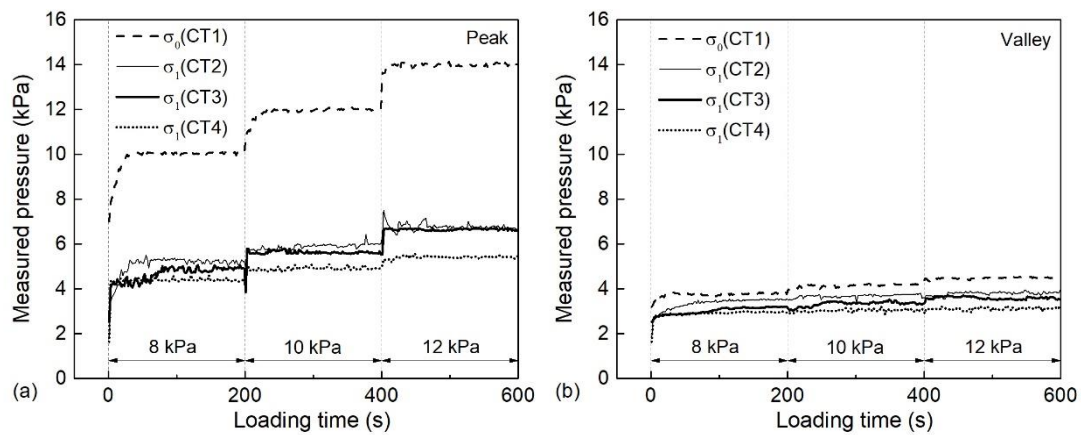 16
14
12
10
8
6
4
2
0
Measured pressure (kPa)
σ0(CT1)
σ1(CT2)
σ1(CT3)
σ1(CT4)
Peak
8 kPa
10 kPa
12 kPa
0
200
400
600
(a)
Loading time (s)
16
14
12
10
8
6
4
2
0
Measured pressure (kPa)
σ0(CT1)
σ1(CT2)
σ1(CT3)
σ1(CT4)
Valley
8 kPa
10 kPa
12 kPa
0
200
400
600
(b)
Loading time (s)